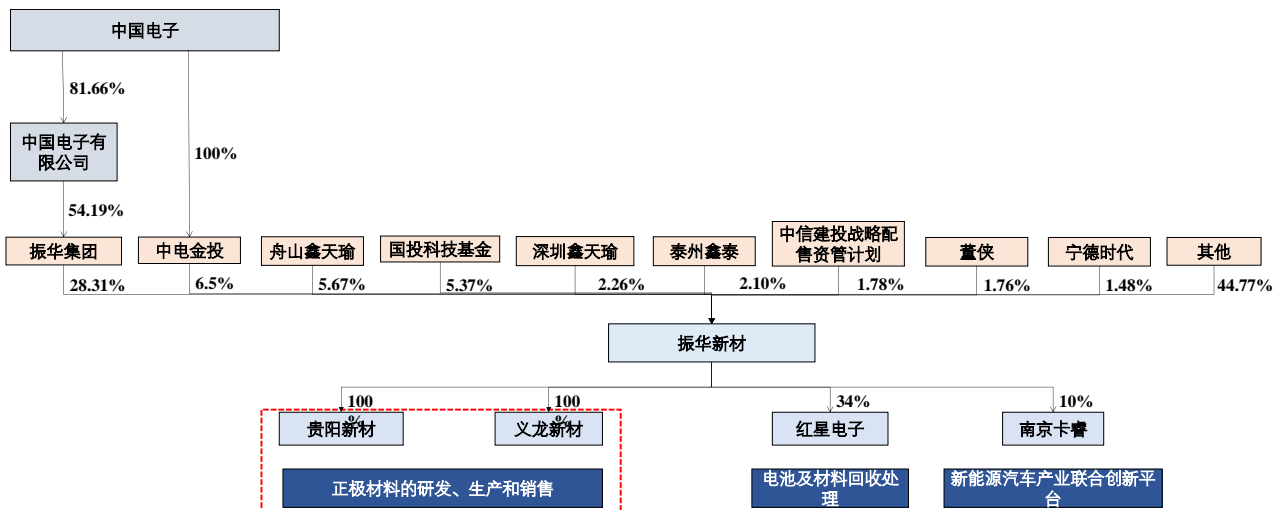 中国电子
81.66%
中国电子有
限公司
100%
54.19%
振华集团
中电金投
舟山鑫天瑜
国投科技基金
深圳鑫天瑜
泰州鑫泰
中信建投战略配
售资管计划
董侠
宁德时代
其他
28.31%
6.5%
5.67%
5.37%
2.26%
2.10%
1.78%
1.76%
1.48%
44.77%
振华新材
100
%
100
%
34%
10%
贵阳新材
义龙新材
红星电子
南京卡睿
正极材料的研发、生产和销售
电池及材料回收处
理
新能源汽车产业联合创新平
台